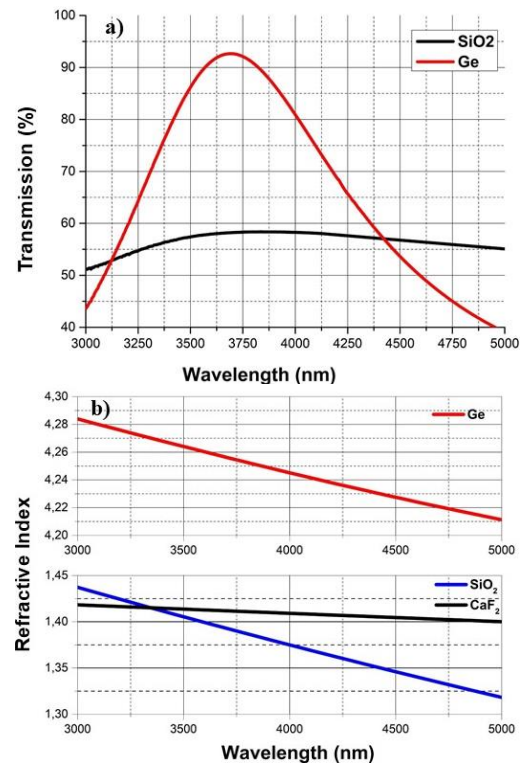 a)
SiO2
Ge
100
90
80
70
60
50
40
Transmission (%)
3000 3250 3500 3750 4000 4250 4500 4750 5000
Wavelength (nm)
b)
Ge
4,30
4,28
4,26
4,24
4,22
4,20
3000 3500 4000 4500 5000
Refractive Index
SiO₂
CaF₂
1,45
1,40
1,35
1,30
3000 3500 4000 4500 5000
Wavelength (nm)